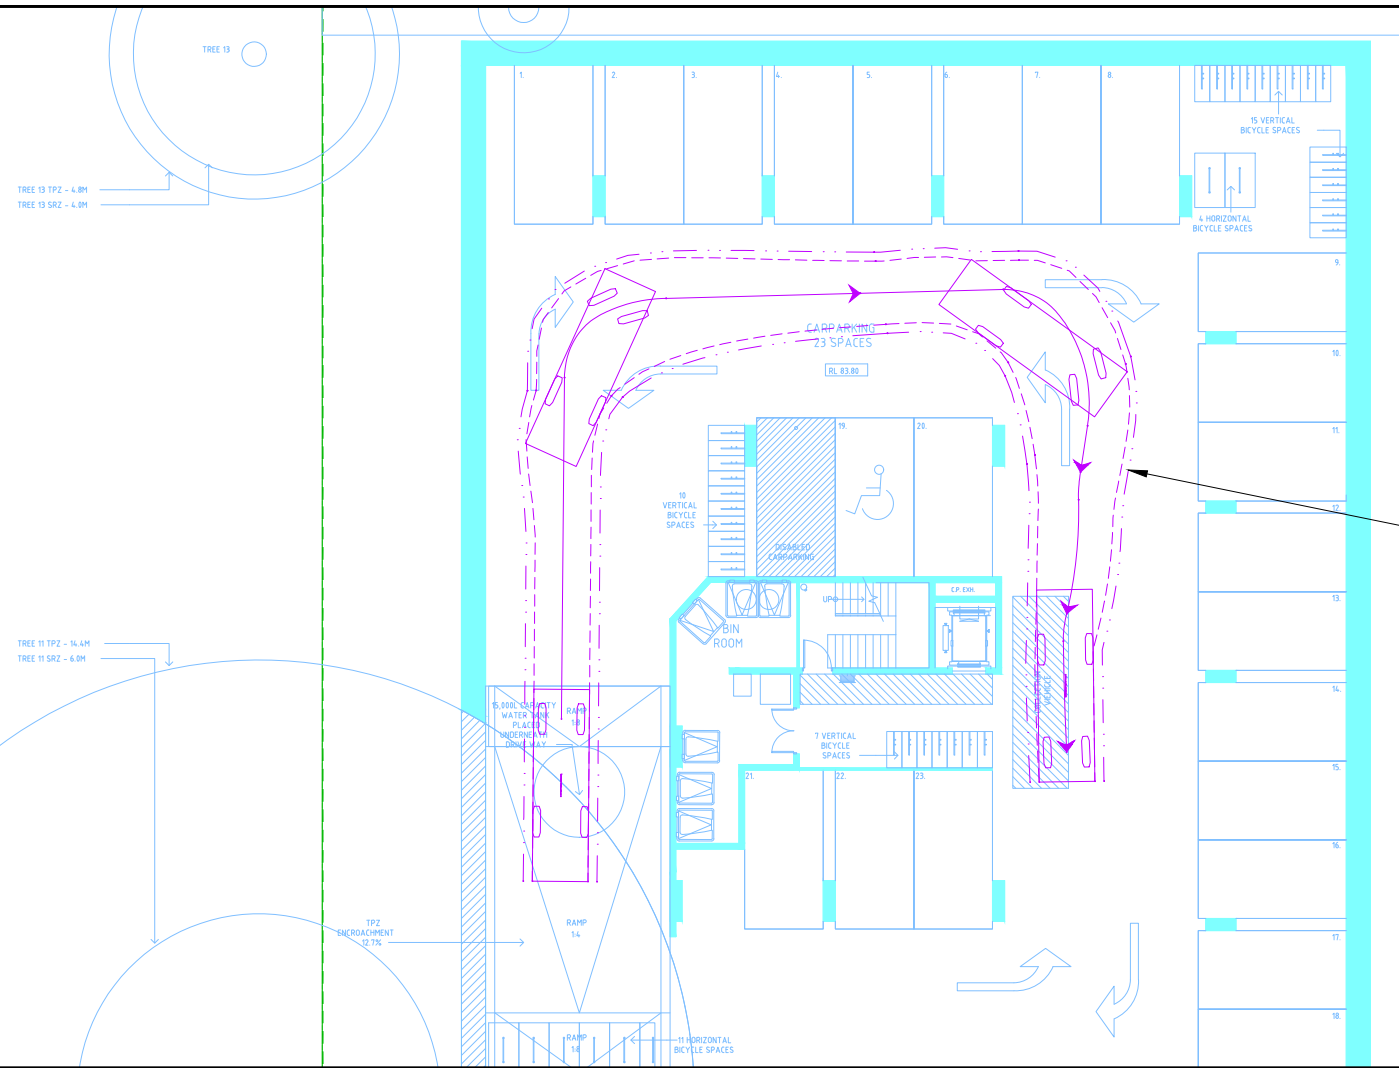 TREE 13
1.
2.
3.
4.
5.
6.
7.
8.
15 VERTICAL
BICYCLE SPACES
TREE 13 TPZ - 4.8M
TREE 13 SRZ - 4.0M
4 HORIZONTAL
BICYCLE SPACES
9.
CARPARKING
23 SPACES
RL 83.80
10.
19.
20.
11.
10
VERTICAL
BICYCLE
SPACES
12.
DISABLED
CARPARKING
C.P. EXH.
UP
13.
BIN
ROOM
TREE 11 TPZ - 14.4M
TREE 11 SRZ - 6.0M
14.
VEHICLE
15,000L CAPACITY
WATER TANK
PLACED
UNDERNEATH
DRIVEWAY
RAMP
1:8
7 VERTICAL
BICYCLE
SPACES
15.
21.
22.
23.
16.
TPZ
ENCROACHMENT
12.7%
RAMP
1:4
17.
18.
RAMP
1:8
11 HORIZONTAL
BICYCLE SPACES